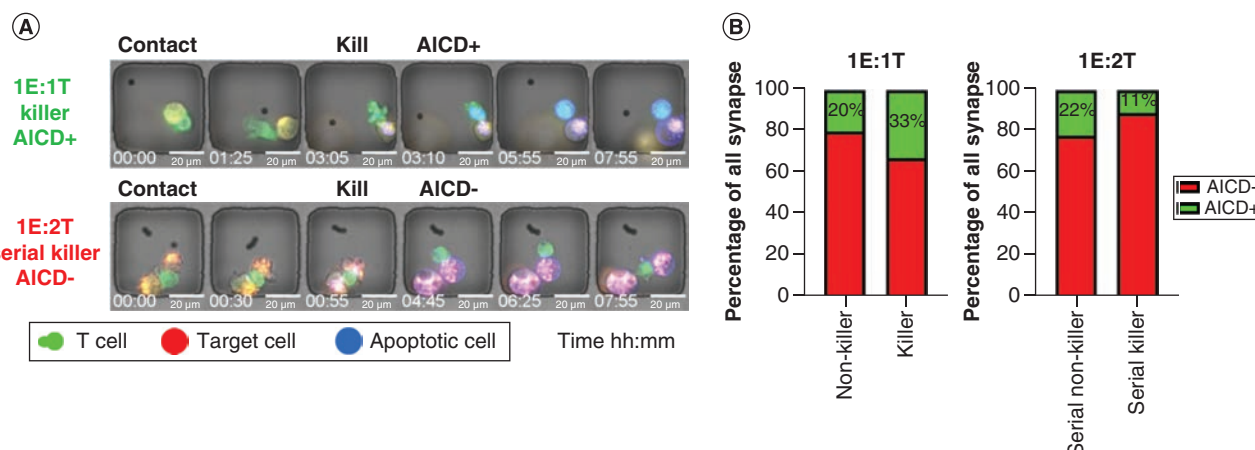 A
Contact Kill AICD+
1E:1T
killer
AICD+
00:00 20 µm 01:25 20 µm 03:05 20 µm 03:10 20 µm 05:55 20 µm 07:55 20 µm
Contact Kill AICD-
1E:2T
serial killer
AICD-
00:00 20 µm 00:30 20 µm 00:55 20 µm 04:45 20 µm 06:25 20 µm 07:55 20 µm
T cell Target cell Apoptotic cell Time hh:mm
B
1E:1T
Percentage of all synapse
100
80
60
40
20
0
20%
33%
Non-killer
Killer
1E:2T
Percentage of all synapse
100
80
60
40
20
0
22%
11%
Serial non-killer
Serial killer
AICD-
AICD+